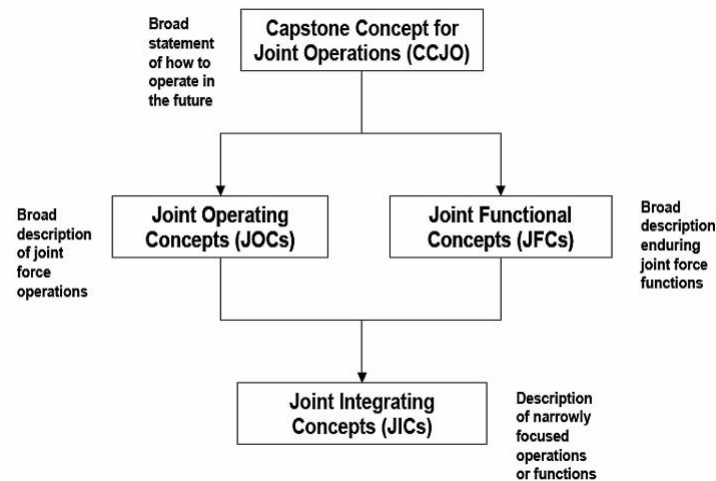 Broad
statement
of how to
operate in
the future
Capstone Concept for
Joint Operations (CCJO)
Broad
description
of joint
force
operations
Joint Operating
Concepts (JOCs)
Joint Functional
Concepts (JFCs)
Broad
description
enduring
joint force
functions
Joint Integrating
Concepts (JICs)
Description
of narrowly
focused
operations
or functions